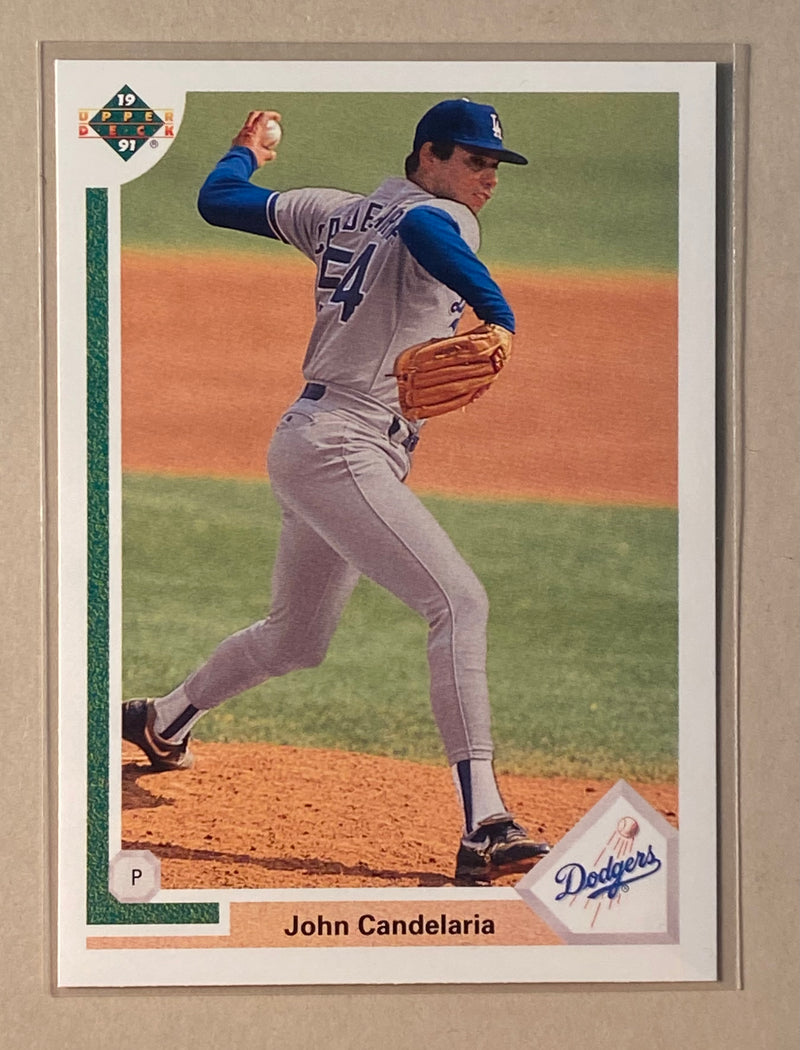 19
UPPER
DECK
91®
LA
54
P
Dodgers®
John Candelaria